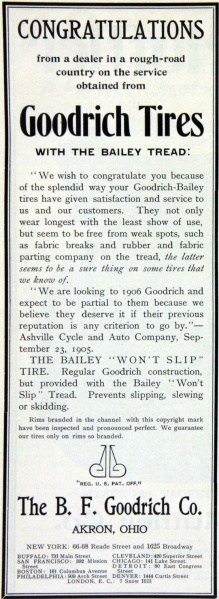 CONGRATULATIONS
from a dealer in a rough-road
country on the service
obtained from
Goodrich Tires
WITH THE BAILEY TREAD:
"We wish to congratulate you because
of the splendid way your Goodrich-Bailey
tires have given satisfaction and service to
us and our customers. They not only
wear longest with the least show of use,
but seem to be free from weak spots, such
as fabric breaks and rubber and fabric
parting company on the tread, the latter
seems to be a sure thing on some tires that
we know of.
"We are looking to 1906 Goodrich and
expect to be partial to them because we
believe they deserve it if their previous
reputation is any criterion to go by."—
Ashville Cycle and Auto Company, Sep-
tember 23, 1905.
THE BAILEY "WON'T SLIP"
TIRE. Regular Goodrich construction,
but provided with the Bailey "Won't
Slip" Tread. Prevents slipping, slewing
or skidding.
Rims branded in the channel with this copyright mark
have been inspected and pronounced perfect. We guarantee
our tires only on rims so branded.
"REG. U. S. PAT. OFF."
The B. F. Goodrich Co.
AKRON, OHIO
NEW YORK: 66-68 Reade Street and 1625 Broadway
BUFFALO: 731 Main Street
CLEVELAND: 420 Superior Street
SAN FRANCISCO: 392 Mission Street
CHICAGO: 141 Lake Street.
DETROIT: 80 East Congress Street
BOSTON: 161 Columbus Avenue
PHILADELPHIA: 909 Arch Street
DENVER: 1444 Curtis Street
LONDON, E. C.: 7 Snow Hill